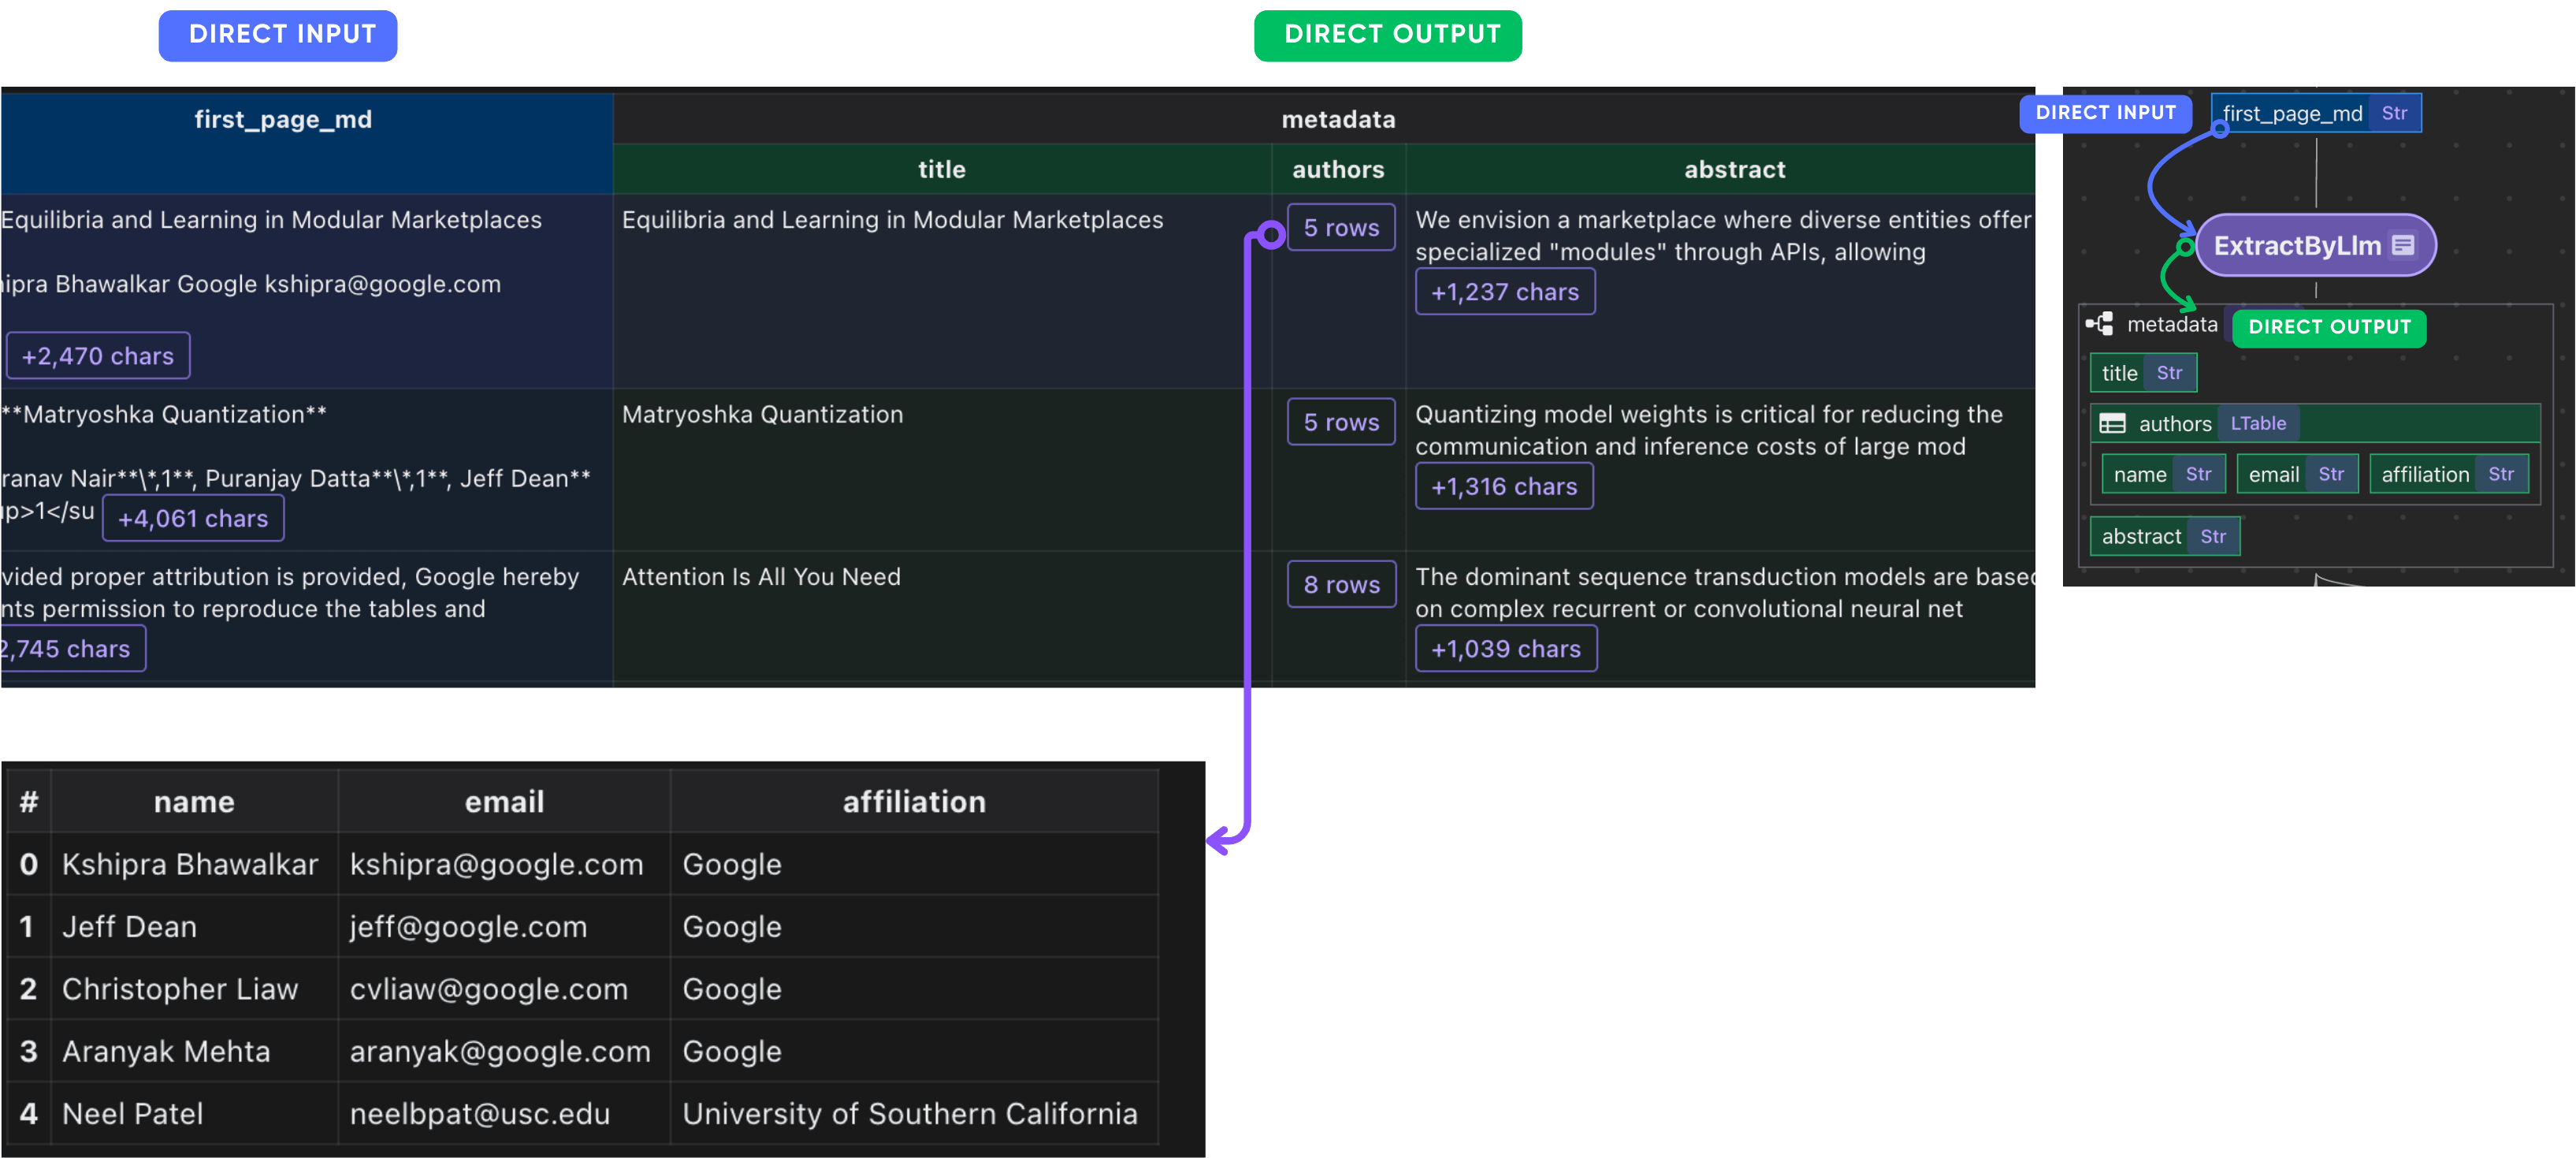 DIRECT INPUT
DIRECT OUTPUT
first_page_md
metadata
title
authors
abstract
Equilibria and Learning in Modular Marketplaces
ipra Bhawalkar Google kshipra@google.com
+2,470 chars
Equilibria and Learning in Modular Marketplaces
5 rows
We envision a marketplace where diverse entities offer
specialized "modules" through APIs, allowing
+1,237 chars
**Matryoshka Quantization**
ranav Nair**\*,1**, Puranjay Datta**\*,1**, Jeff Dean**
up>1</su +4,061 chars
Matryoshka Quantization
5 rows
Quantizing model weights is critical for reducing the
communication and inference costs of large mod
+1,316 chars
vided proper attribution is provided, Google hereby
nts permission to reproduce the tables and
2,745 chars
Attention Is All You Need
8 rows
The dominant sequence transduction models are based
on complex recurrent or convolutional neural net
+1,039 chars
DIRECT INPUT
first_page_md Str
ExtractByLlm
metadata
DIRECT OUTPUT
title Str
authors LTable
name Str email Str affiliation Str
abstract Str
# name email affiliation
0 Kshipra Bhawalkar kshipra@google.com Google
1 Jeff Dean jeff@google.com Google
2 Christopher Liaw cvliaw@google.com Google
3 Aranyak Mehta aranyak@google.com Google
4 Neel Patel neelbpat@usc.edu University of Southern California